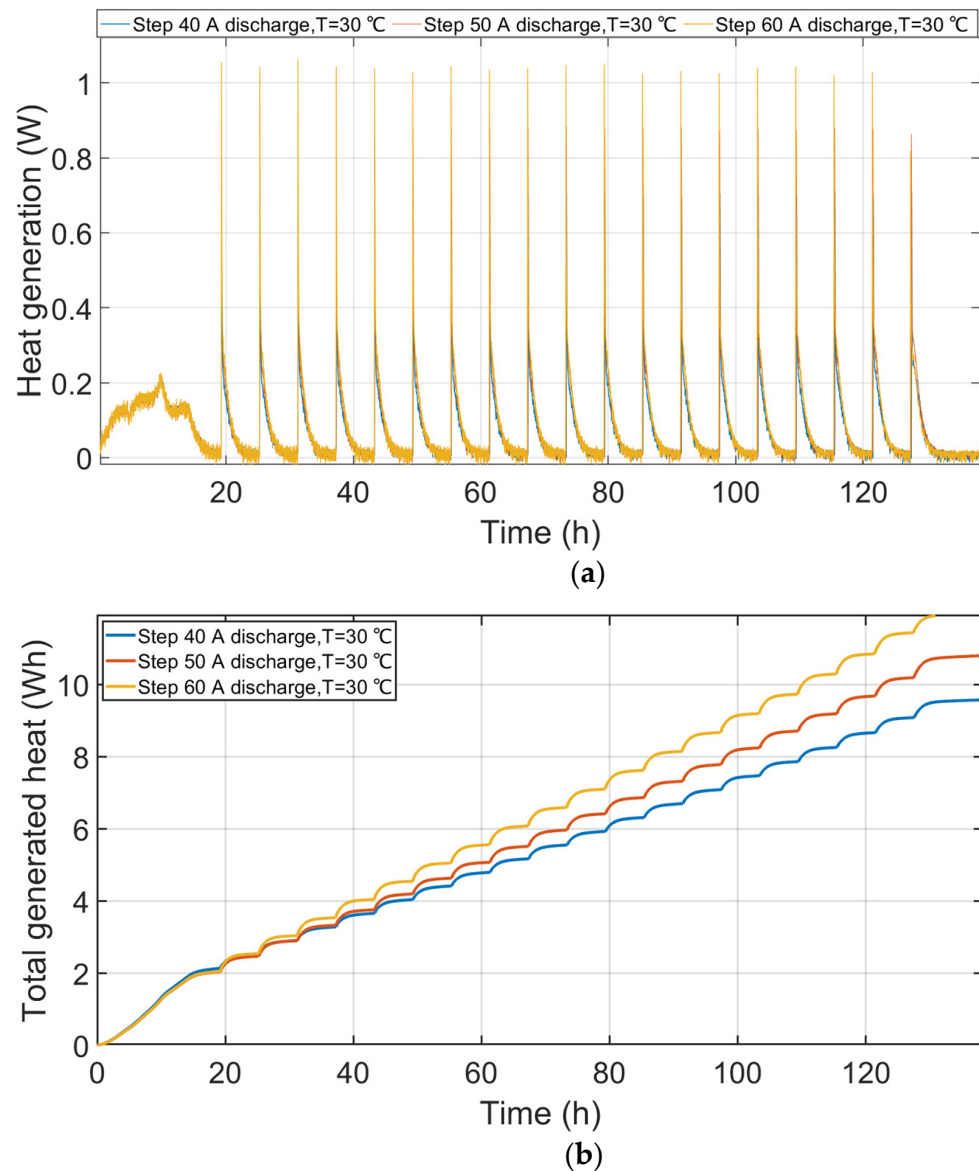 Step 40 A discharge,T=30 ℃ Step 50 A discharge,T=30 ℃ Step 60 A discharge,T=30 ℃
1
0.8
0.6
0.4
0.2
0
Heat generation (W)
20 40 60 80 100 120
Time (h)
(a)
Step 40 A discharge,T=30 ℃
Step 50 A discharge,T=30 ℃
Step 60 A discharge,T=30 ℃
10
8
6
4
2
0
Total generated heat (Wh)
0 20 40 60 80 100 120
Time (h)
(b)